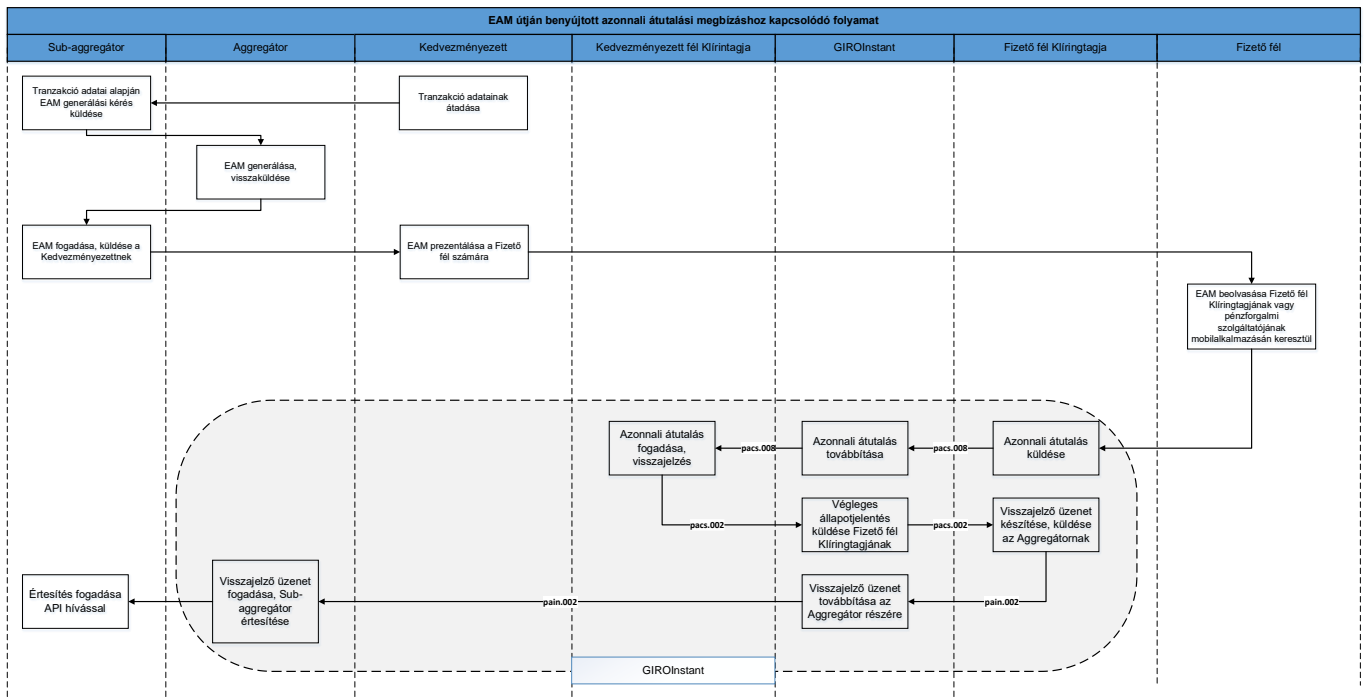 EAM útján benyújtott azonnali átutalási megbízáshoz kapcsolódó folyamat
Sub-aggregátor
Aggregátor
Kedvezményezett
Kedvezményezett fél Klírintagja
GIROInstant
Fizető fél Klíringtagja
Fizető fél
Tranzakció adatai alapján
EAM generálási kérés
küldése
Tranzakció adatainak
átadása
EAM generálása,
visszaküldése
EAM fogadása, küldése a
Kedvezményezettnek
EAM prezentálása a Fizető
fél számára
EAM beolvasása Fizető fél
Klíringtagjának vagy
pénzforgalmi
szolgáltatójának
mobilalkalmazásán keresztül
Azonnali átutalás
fogadása,
visszajelzés
pacs.008
Azonnali átutalás
továbbítása
pacs.008
Azonnali átutalás
küldése
pacs.002
Végleges
állapotjelentés
küldése Fizető fél
Klíringtagjának
pacs.002
Visszajelző üzenet
készítése, küldése
az Aggregátornak
Értesítés fogadása
API hívással
Visszajelző üzenet
fogadása, Sub-
aggregátor
értesítése
pain.002
Visszajelző üzenet
továbbítása az
Aggregátor részére
pain.002
GIROInstant